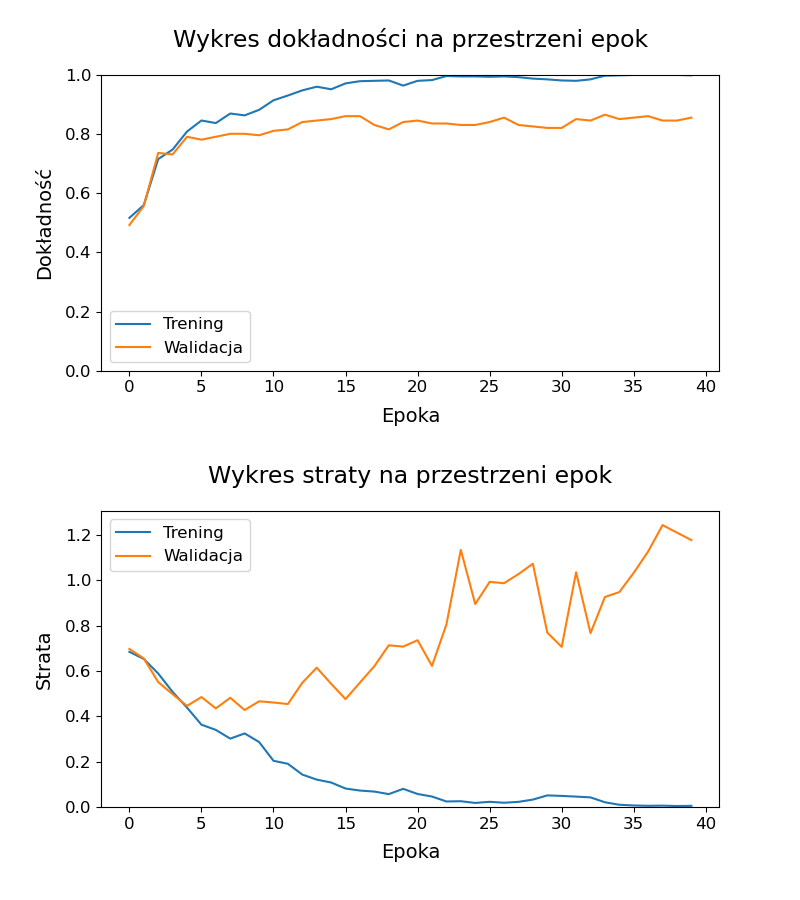 Wykres dokładności na przestrzeni epok
1.0
0.8
0.6
0.4
0.2
0.0
Dokładność
Trening
Walidacja
0 5 10 15 20 25 30 35 40
Epoka
Wykres straty na przestrzeni epok
1.2
1.0
0.8
0.6
0.4
0.2
0.0
Strata
Trening
Walidacja
0 5 10 15 20 25 30 35 40
Epoka